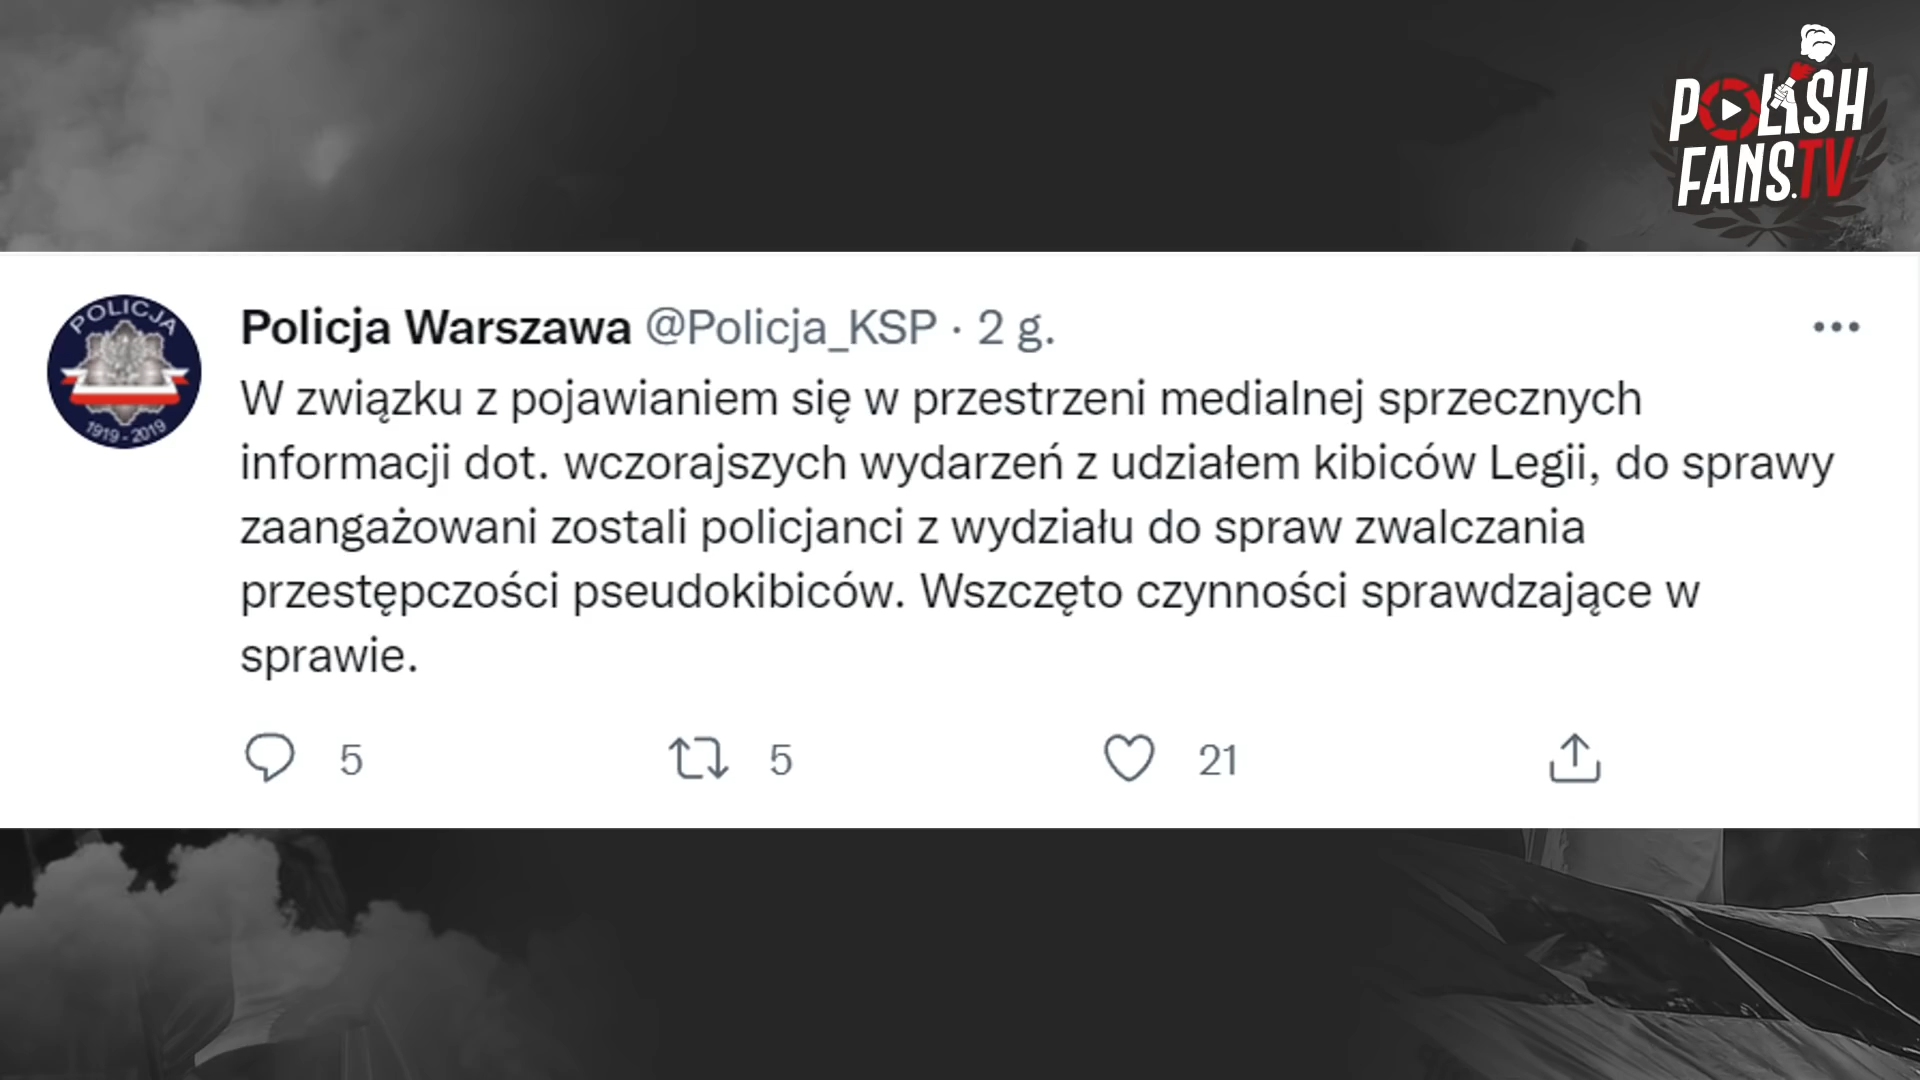 POLISH
FANS.TV
POLICJA
1919 - 2019
Policja Warszawa @Policja_KSP · 2 g.
W związku z pojawianiem się w przestrzeni medialnej sprzecznych
informacji dot. wczorajszych wydarzeń z udziałem kibiców Legii, do sprawy
zaangażowani zostali policjanci z wydziału do spraw zwalczania
przestępczości pseudokibiców. Wszczęto czynności sprawdzające w
sprawie.
5 5 21